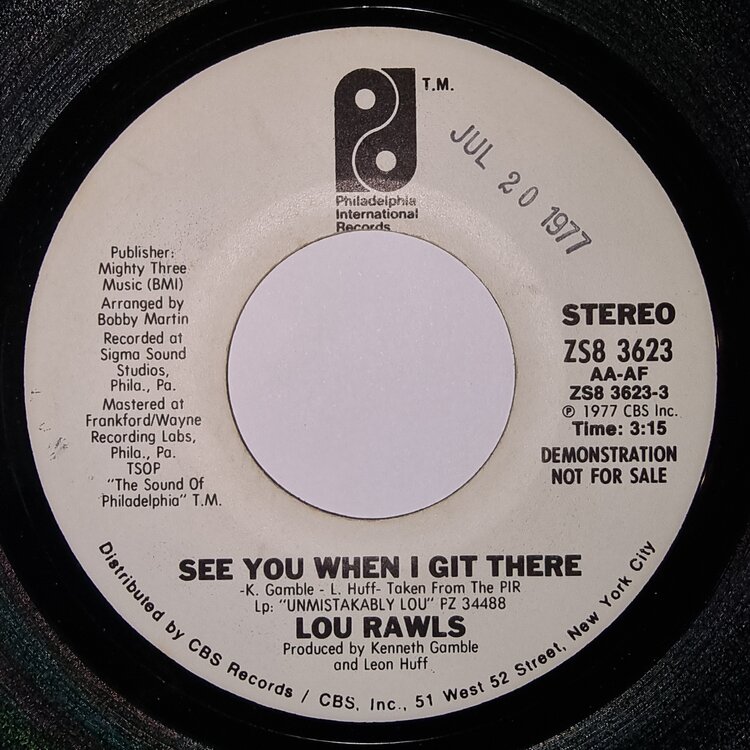 T.M.
Philadelphia
International
Records
JUL 20 1977
Publisher:
Mighty Three
Music (BMI)
Arranged by
Bobby Martin
Recorded at
Sigma Sound
Studios,
Phila., Pa.
Mastered at
Frankford/Wayne
Recording Labs,
Phila., Pa.
TSOP
"The Sound Of
Philadelphia" T.M.
STEREO
ZS8 3623
AA-AF
ZS8 3623-3
℗ 1977 CBS Inc.
Time: 3:15
DEMONSTRATION
NOT FOR SALE
SEE YOU WHEN I GIT THERE
-K. Gamble - L. Huff- Taken From The PIR
Lp: "UNMISTAKABLY LOU" PZ 34488
LOU RAWLS
Produced by Kenneth Gamble
and Leon Huff
Distributed by CBS Records / CBS, Inc., 51 West 52 Street, New York City